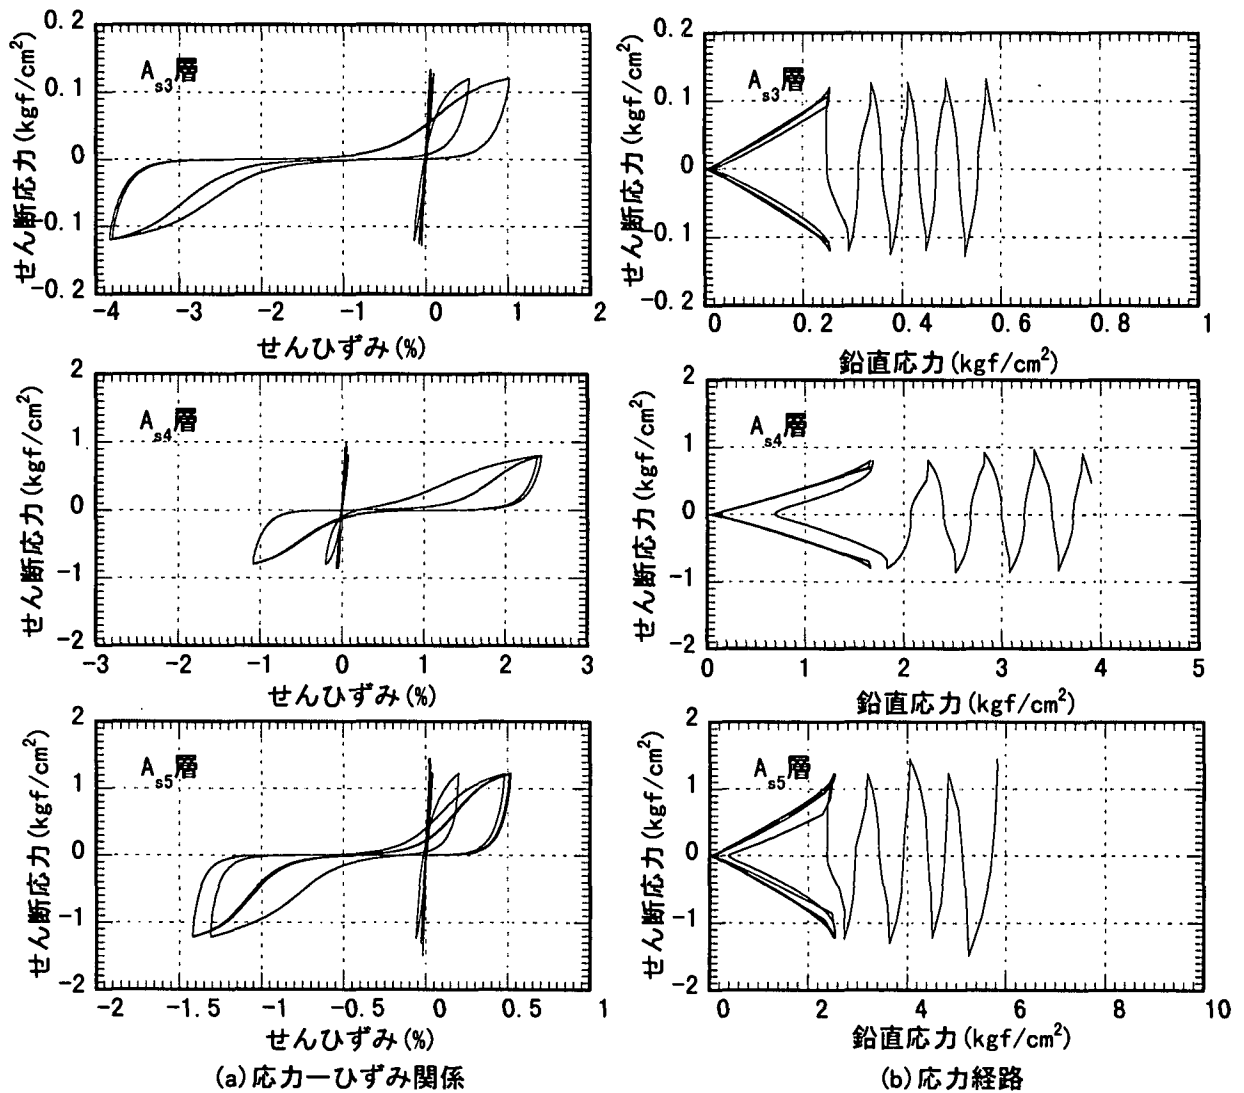 0.2
0.1
0
-0.1
-0.2
せん断応力(kgf/cm²)
As3層
-4 -3 -2 -1 0 1 2
せんひずみ(%)
0.2
0.1
0
-0.1
-0.2
せん断応力(kgf/cm²)
As3層
0 0.2 0.4 0.6 0.8 1
鉛直応力(kgf/cm²)
2
1
0
-1
-2
せん断応力(kgf/cm²)
As4層
-3 -2 -1 0 1 2 3
せんひずみ(%)
2
1
0
-1
-2
せん断応力(kgf/cm²)
As4層
0 1 2 3 4 5
鉛直応力(kgf/cm²)
2
1
0
-1
-2
せん断応力(kgf/cm²)
As5層
-2 -1.5 -1 -0.5 0 0.5 1
せんひずみ(%)
2
1
0
-1
-2
せん断応力(kgf/cm²)
As5層
0 2 4 6 8 10
鉛直応力(kgf/cm²)
(a)応力ーひずみ関係
(b)応力経路